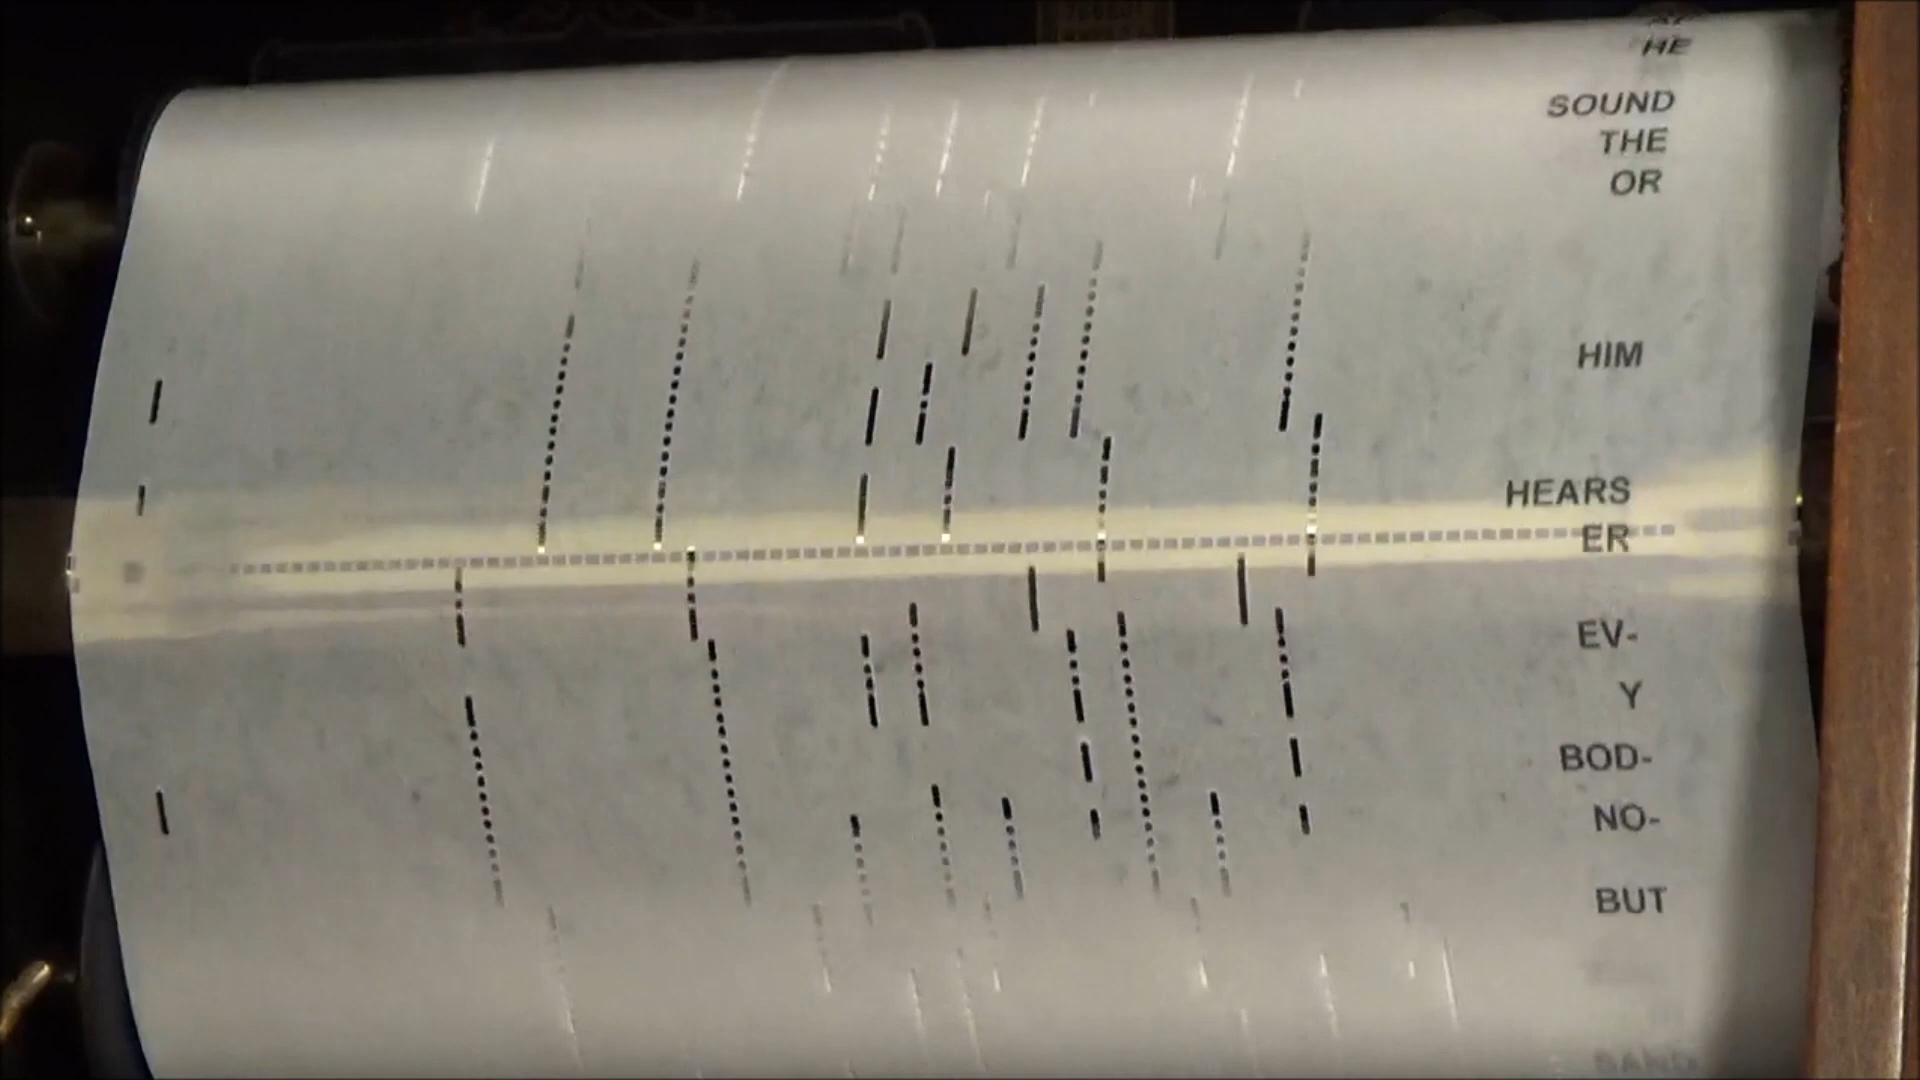 HE
SOUND
THE
OR
HIM
HEARS
ER
EV-
Y
BOD-
NO-
BUT